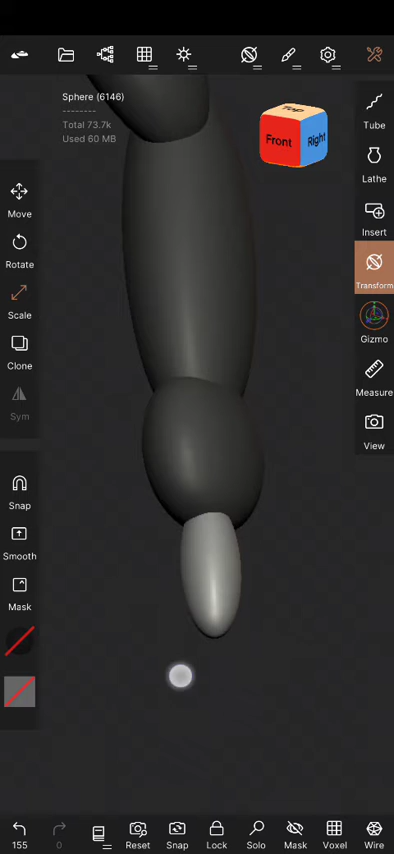 Sphere (6146)
--------
Total 73.7k
Used 60 MB
Top
Front
Right
Move
Rotate
Scale
Clone
Sym
Snap
Smooth
Mask
Tube
Lathe
Insert
Transform
Gizmo
Measure
View
155
0
Reset
Snap
Lock
Solo
Mask
Voxel
Wire